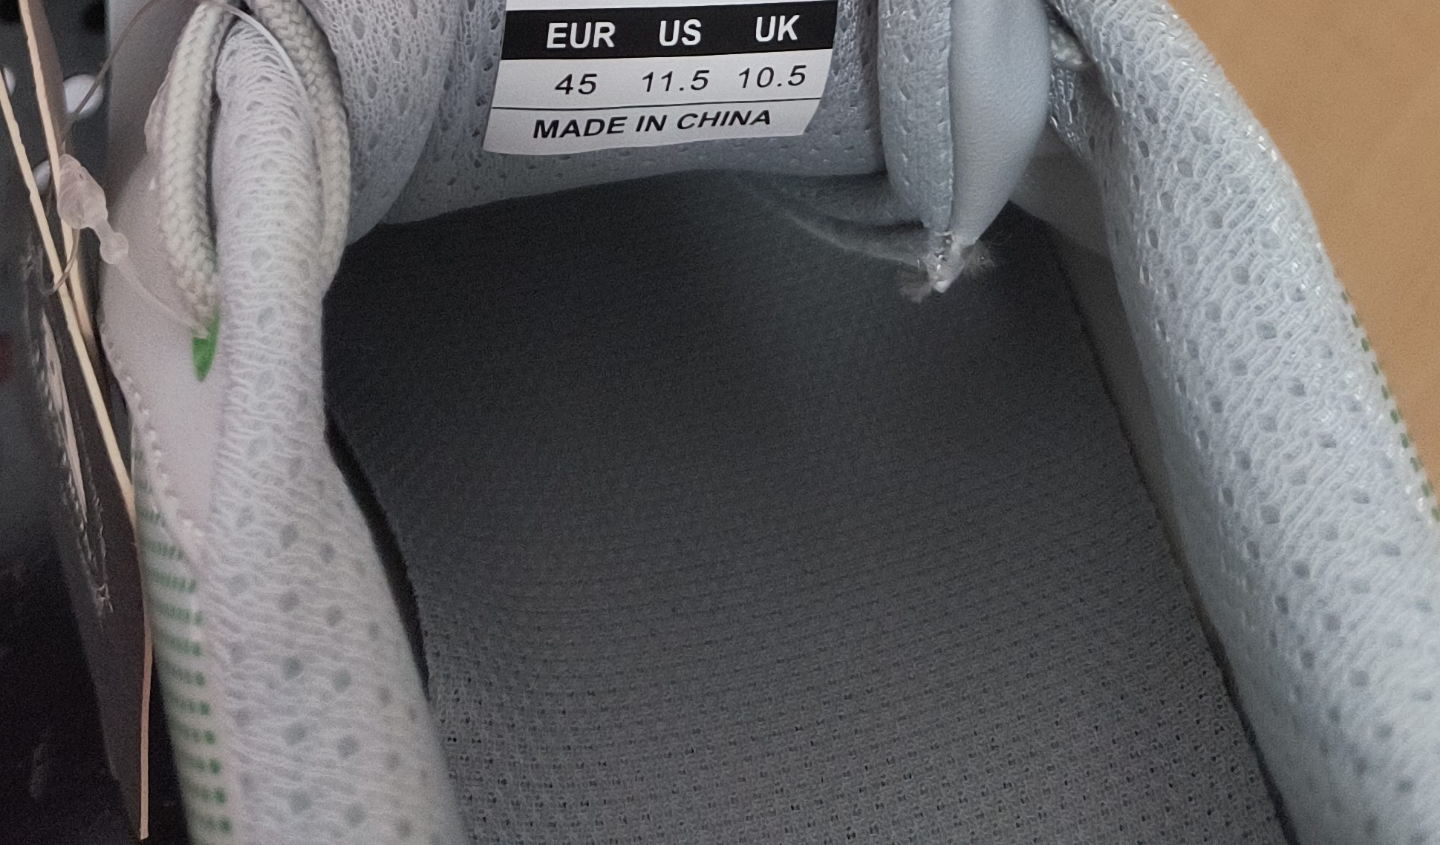 EUR US UK
45 11.5 10.5
MADE IN CHINA